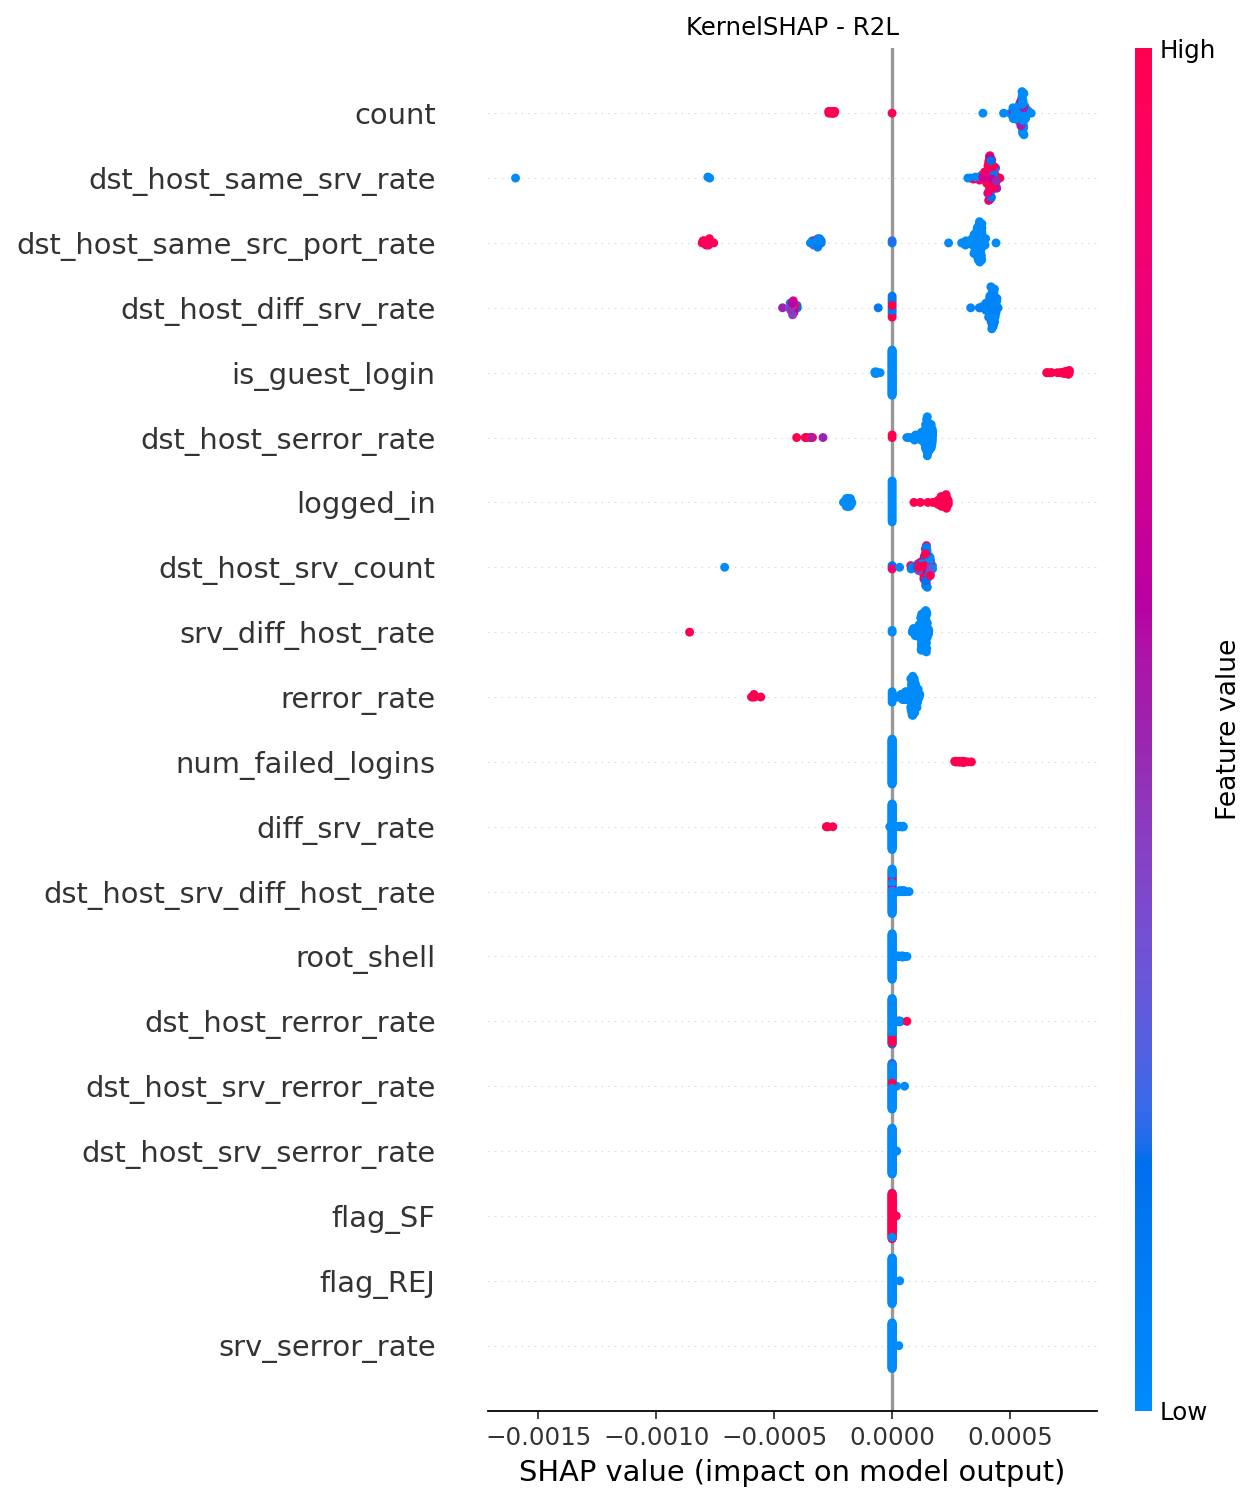 KernelSHAP - R2L
High
count
dst_host_same_srv_rate
dst_host_same_src_port_rate
dst_host_diff_srv_rate
is_guest_login
dst_host_serror_rate
logged_in
dst_host_srv_count
srv_diff_host_rate
rerror_rate
num_failed_logins
diff_srv_rate
dst_host_srv_diff_host_rate
root_shell
dst_host_rerror_rate
dst_host_srv_rerror_rate
dst_host_srv_serror_rate
flag_SF
flag_REJ
srv_serror_rate
Feature value
Low
−0.0015 −0.0010 −0.0005 0.0000 0.0005
SHAP value (impact on model output)